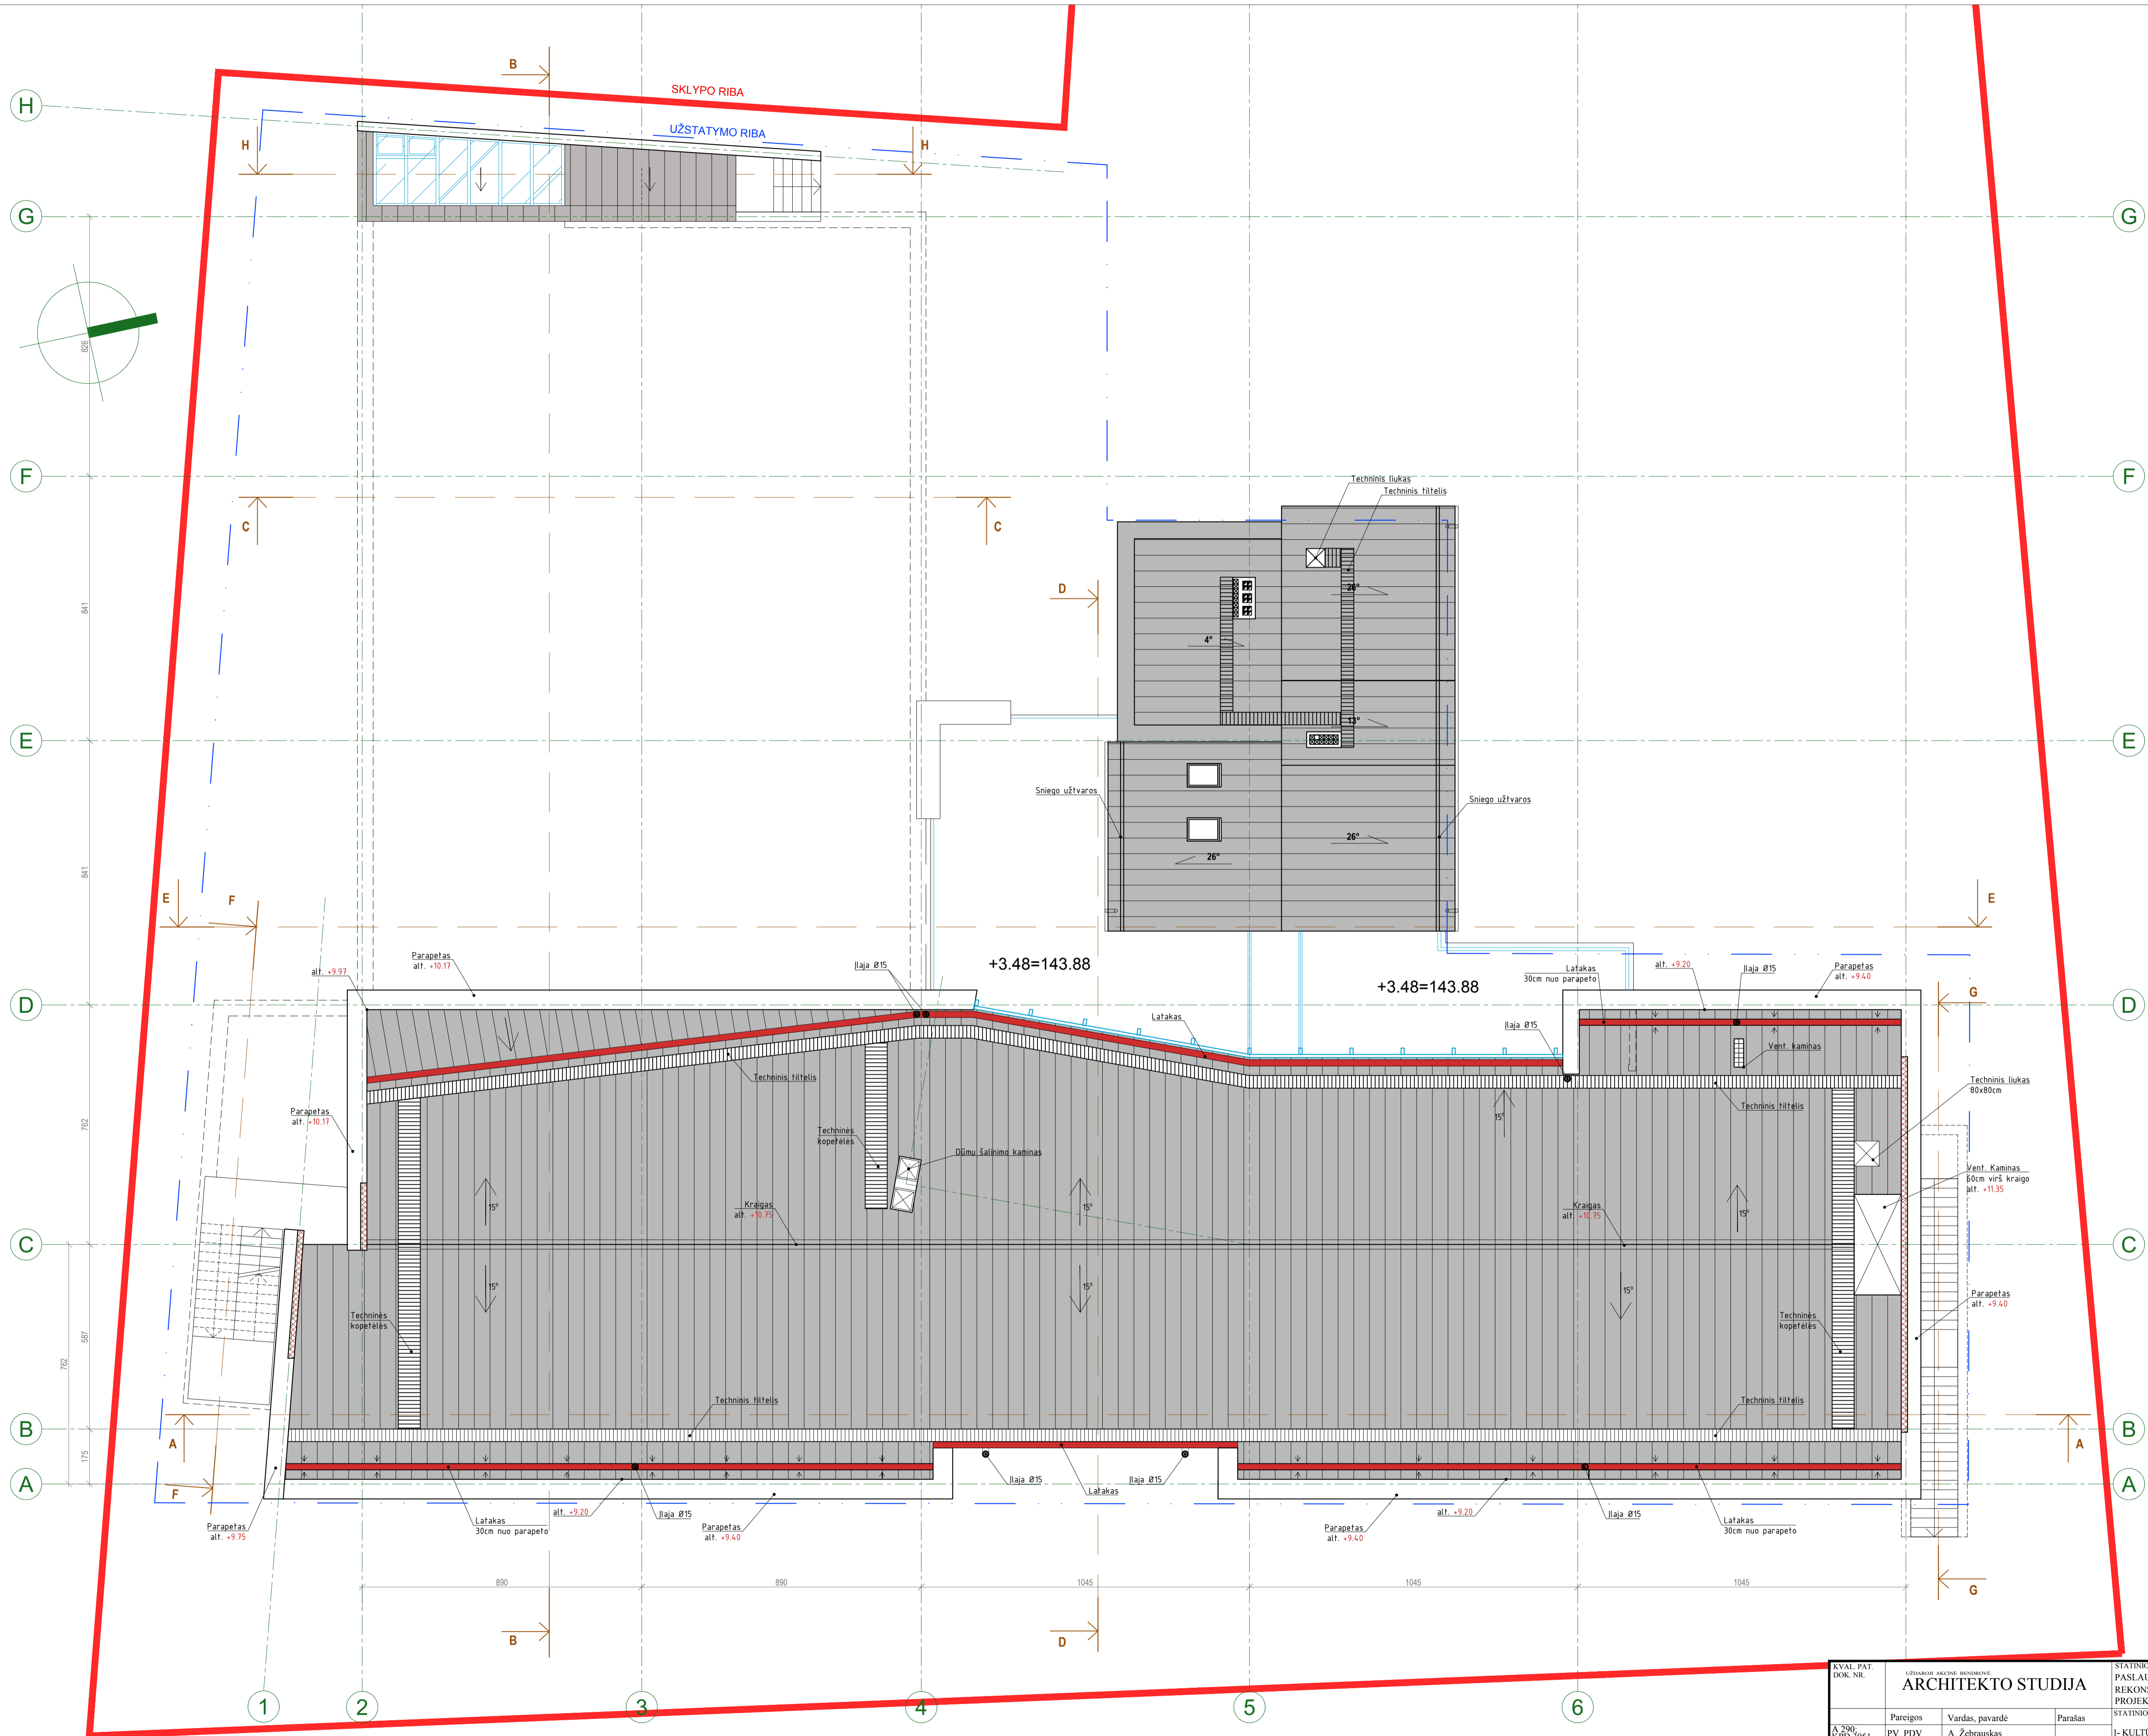 B
SKLYPO RIBA
H
UŽSTATYMO RIBA
H
H
G
G
826
F
F
Techninis liukas
Techninis tiltelis
C
C
D
26°
841
4°
13°
E
E
Sniego užtvaros
Sniego užtvaros
26°
26°
841
E
F
E
Parapetas
alt. +10.17
alt. +9.97
Įlaja Ø15
+3.48=143.88
Latakas
30cm nuo parapeto
alt. +9.20
Įlaja Ø15
Parapetas
alt. +9.40
+3.48=143.88
G
D
D
Latakas
Įlaja Ø15
Vent. kaminas
Techninis tiltelis
Techninis liukas
80x80cm
Parapetas
alt. +10.17
Techninis tiltelis
15°
762
Techninės
kopetėlės
Dūmų šalinimo kaminas
Vent. Kaminas
60cm virš kraigo
alt. +11.35
15°
Kraigas
alt. +10.75
15°
Kraigas
alt. +10.75
15°
C
C
15°
15°
15°
Parapetas
alt. +9.40
Techninės
kopetėlės
Techninės
kopetėlės
587
762
Techninis tiltelis
Techninis tiltelis
B
B
A
A
175
A
A
F
Įlaja Ø15
Įlaja Ø15
Latakas
Parapetas
alt. +9.75
Latakas
30cm nuo parapeto
alt. +9.20
Įlaja Ø15
Parapetas
alt. +9.40
Parapetas
alt. +9.40
alt. +9.20
Įlaja Ø15
Latakas
30cm nuo parapeto
890
890
1045
1045
1045
G
B
D
1
2
3
4
5
6
KVAL. PAT.
DOK. NR.
UŽDAROJI AKCINĖ BENDROVĖ
ARCHITEKTO STUDIJA
STATINIO
PASLAU
REKONS
PROJEK
STATINIO
Pareigos
Vardas, pavardė
Parašas
A 290;
PV, PDV
A. Žebrauskas
I- KULTU